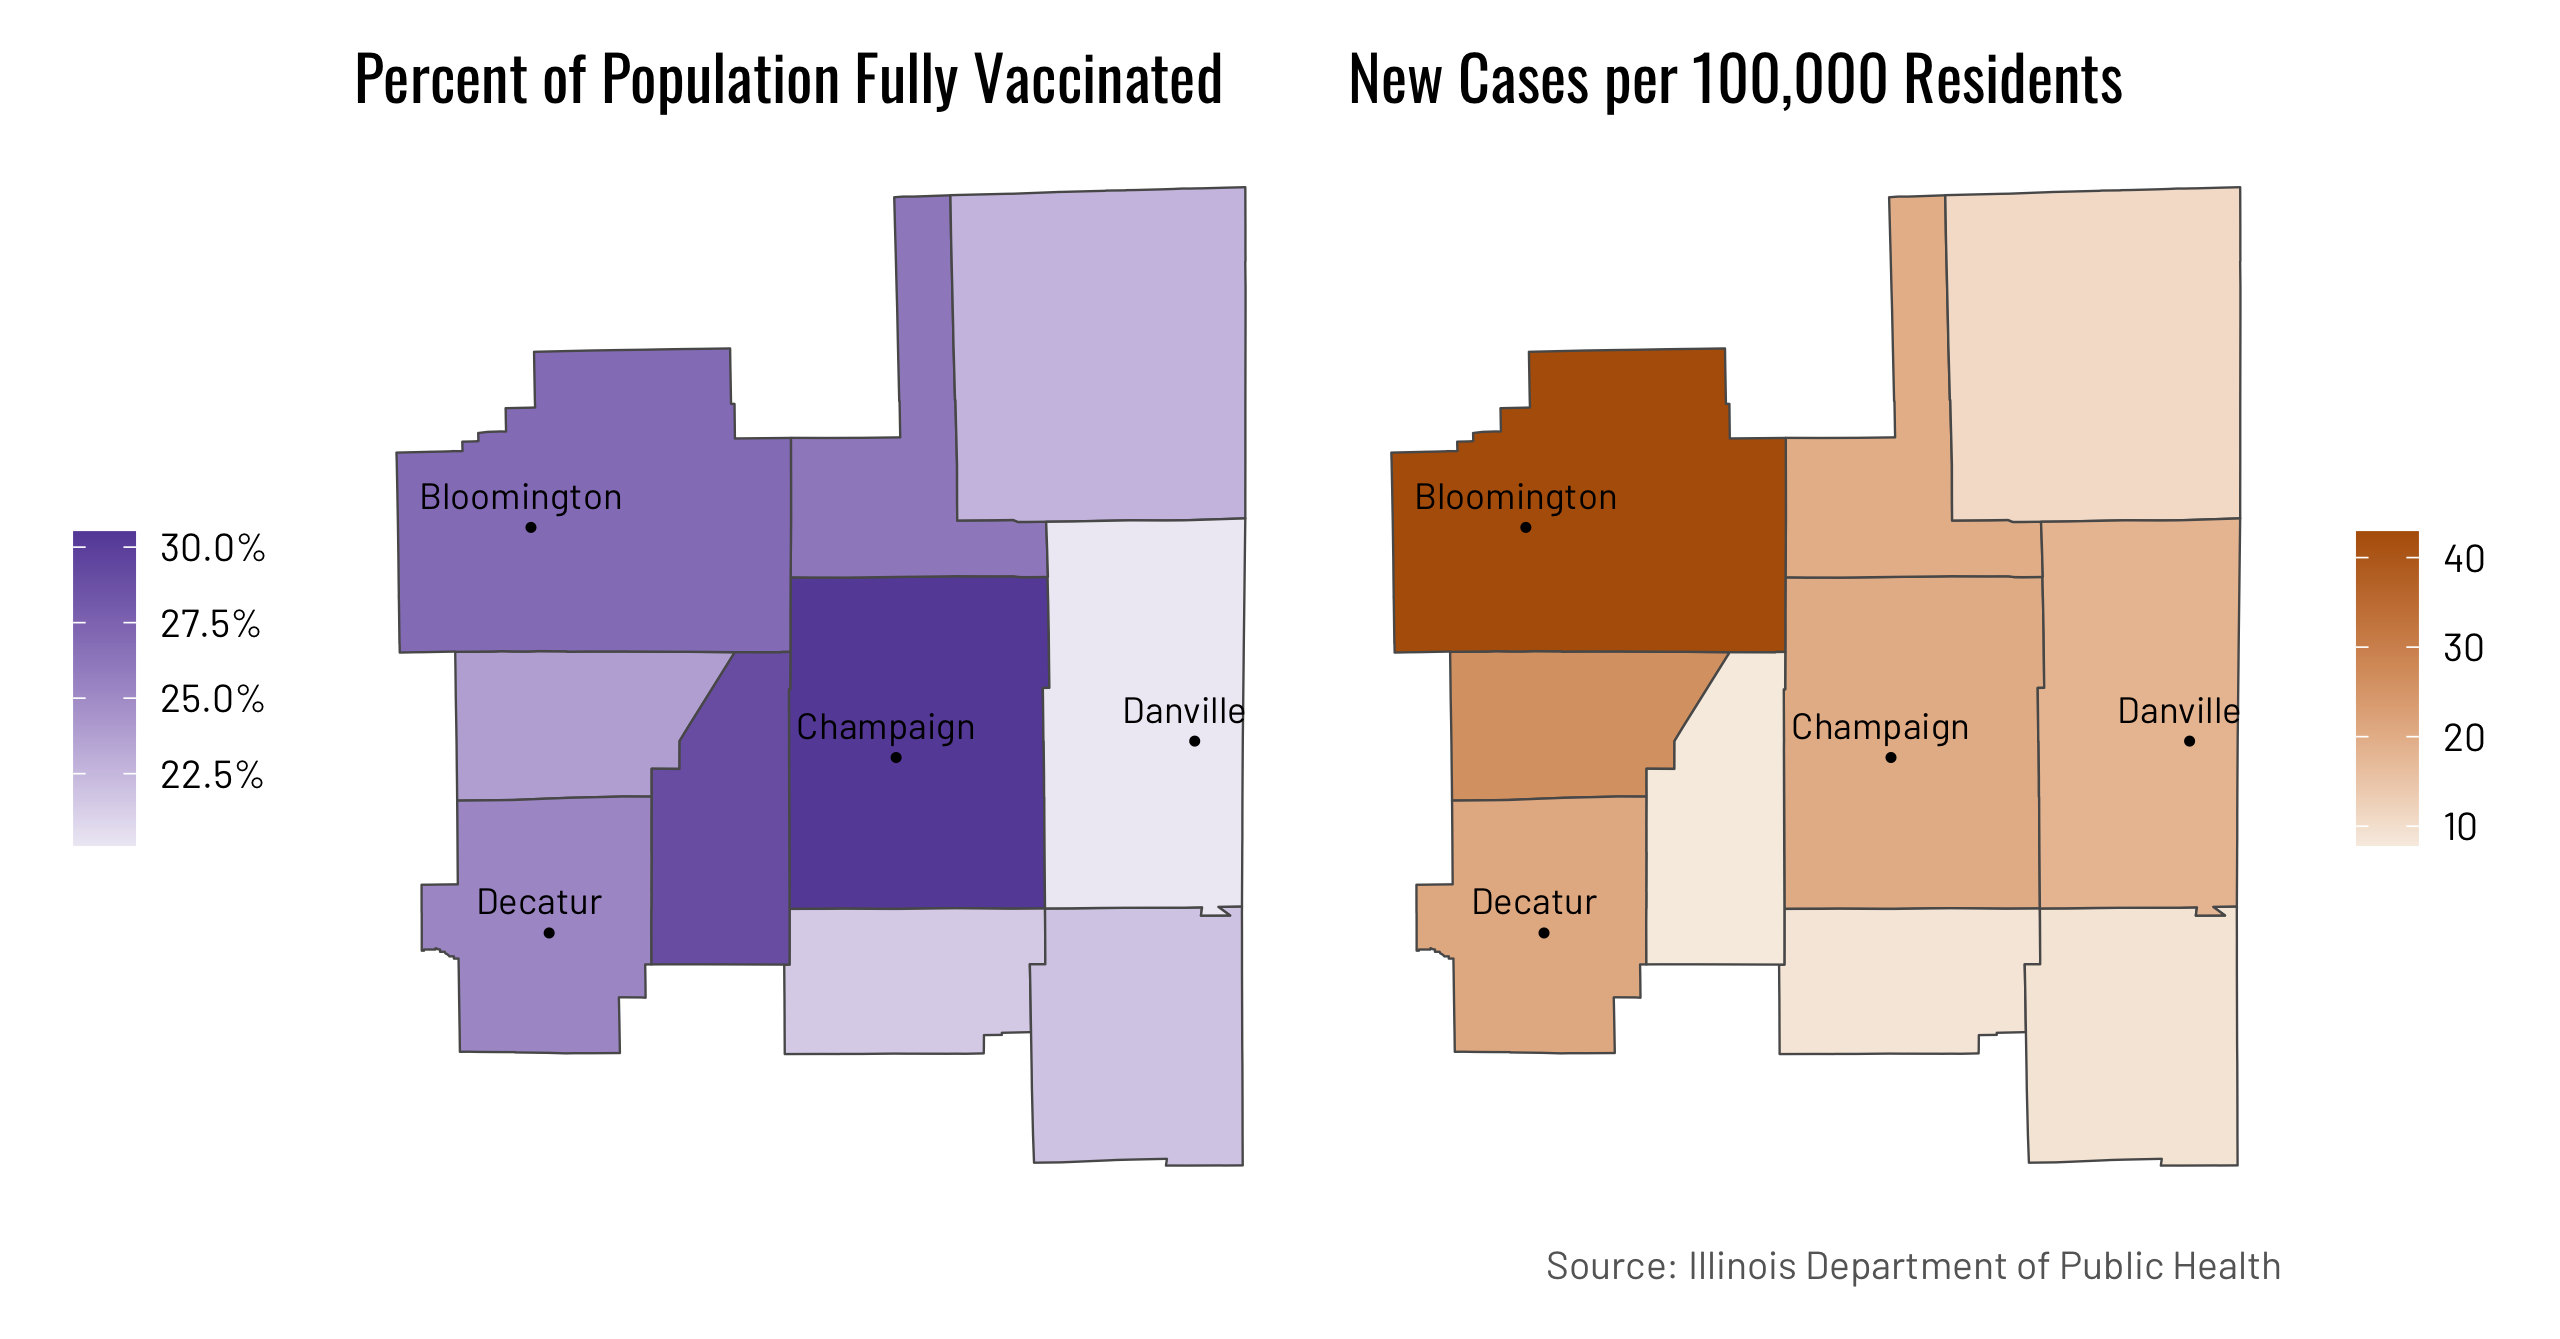 Percent of Population Fully Vaccinated
New Cases per 100,000 Residents
30.0%
27.5%
25.0%
22.5%
Bloomington
Champaign
Danville
Decatur
Bloomington
Champaign
Danville
Decatur
40
30
20
10
Source: Illinois Department of Public Health